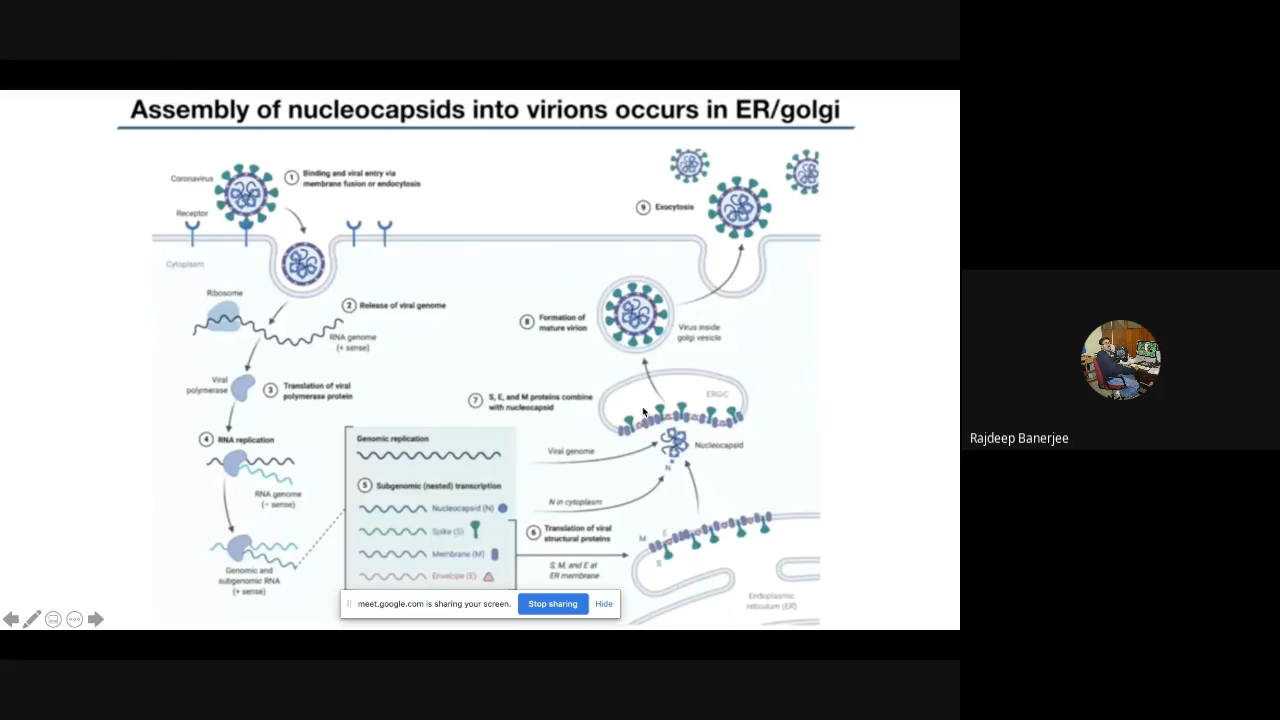 Assembly of nucleocapsids into virions occurs in ER/golgi
Coronavirus
1
Binding and viral entry via
membrane fusion or endocytosis
Receptor
Cytoplasm
Ribosome
2
Release of viral genome
RNA genome
(+ sense)
Viral
polymerase
3
Translation of viral
polymerase protein
4
RNA replication
RNA genome
(− sense)
Genomic and
subgenomic RNA
(+ sense)
Genomic replication
5
Subgenomic (nested) transcription
Nucleocapsid (N)
Spike (S)
Membrane (M)
Envelope (E)
6
Translation of viral
structural proteins
S, M, and E at
ER membrane
N in cytoplasm
Viral genome
7
S, E, and M proteins combine
with nucleocapsid
ERGC
Nucleocapsid
N
M
E
S
Endoplasmic
reticulum (ER)
8
Formation of
mature virion
Virus inside
golgi vesicle
9
Exocytosis
meet.google.com is sharing your screen.
Stop sharing
Hide
Rajdeep Banerjee